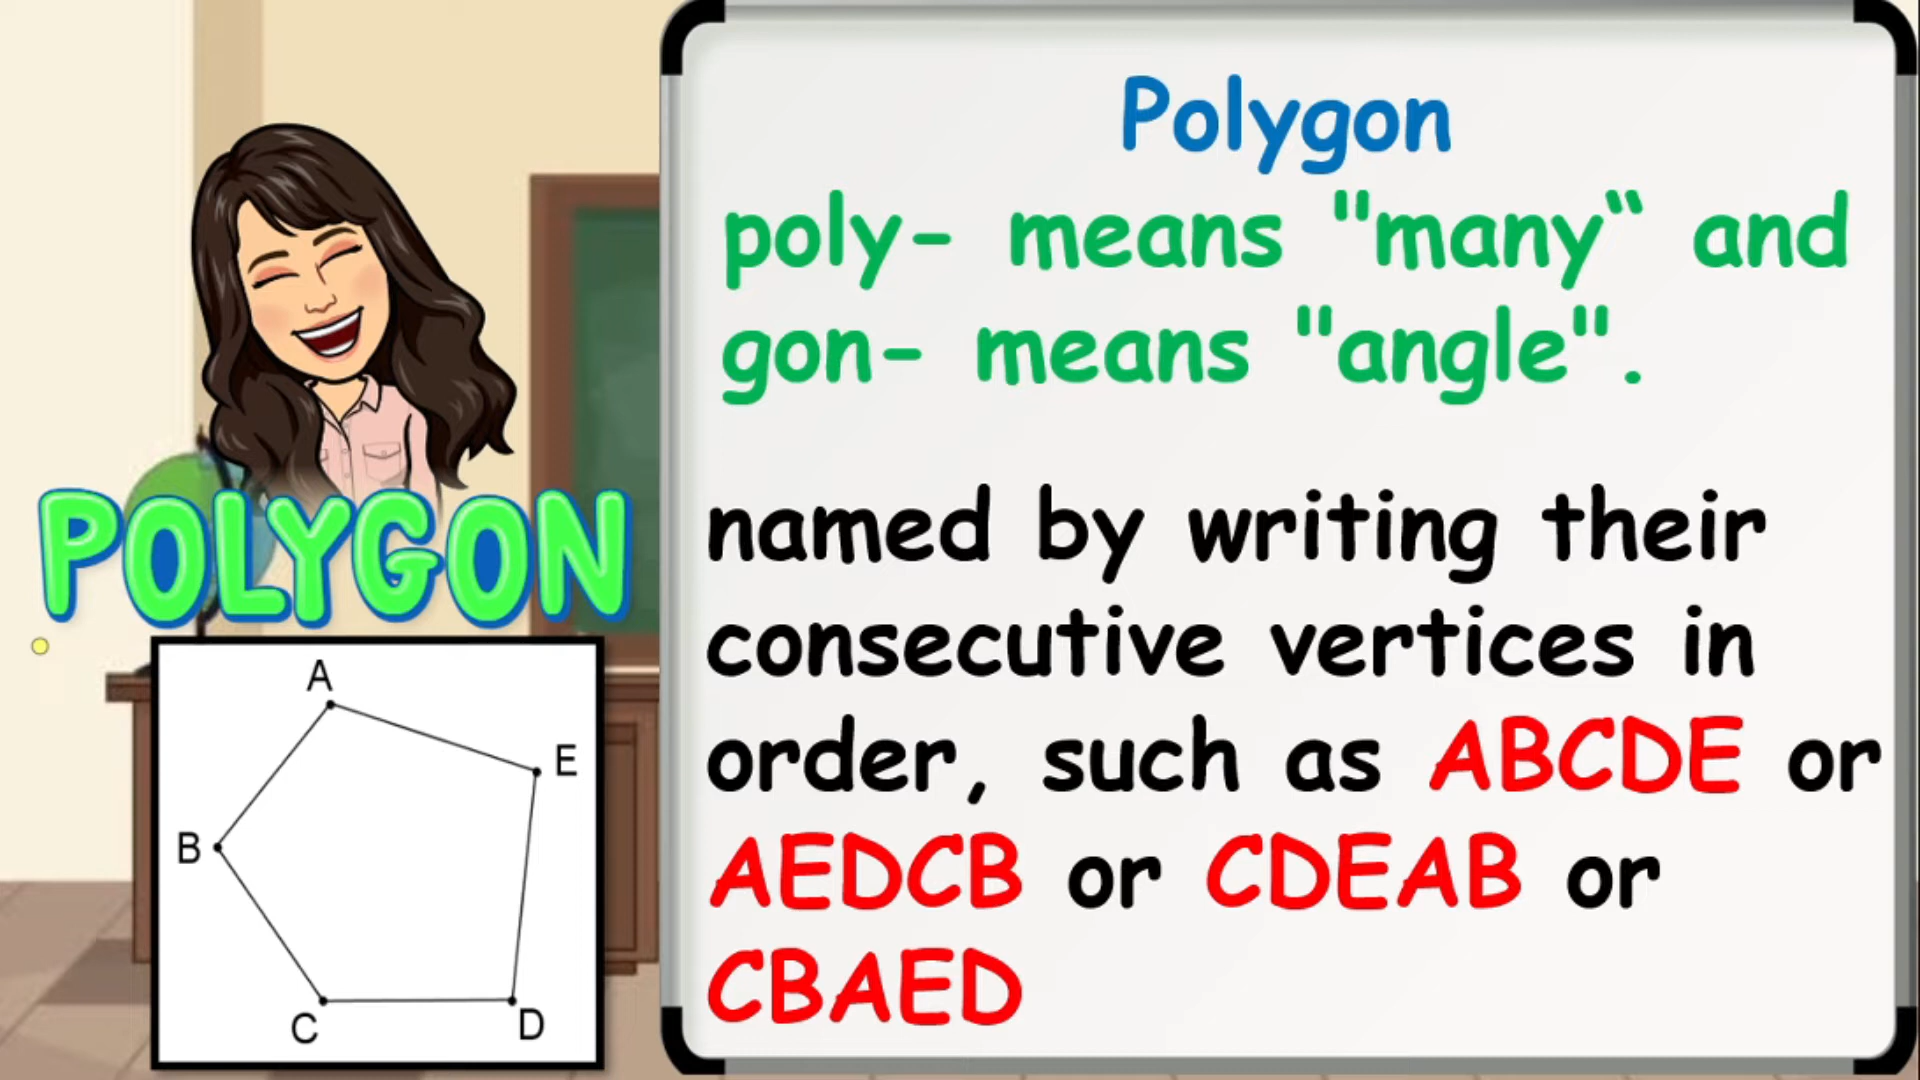 POLYGON
A
E
B
C
D
Polygon
poly- means "many“ and
gon- means "angle".
named by writing their
consecutive vertices in
order, such as ABCDE or
AEDCB or CDEAB or
CBAED